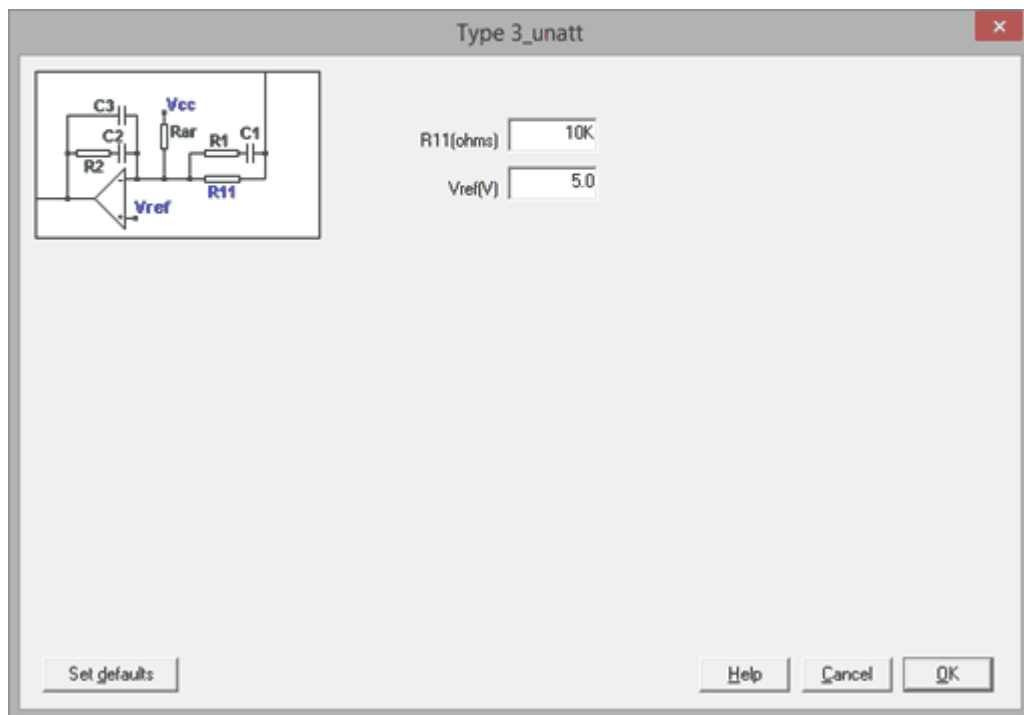 Type 3_unatt
C3
Vcc
C2
Rar
R1
C1
R2
R11
Vref
R11(ohms)
10K
Vref(V)
5.0
Set defaults
Help
Cancel
OK